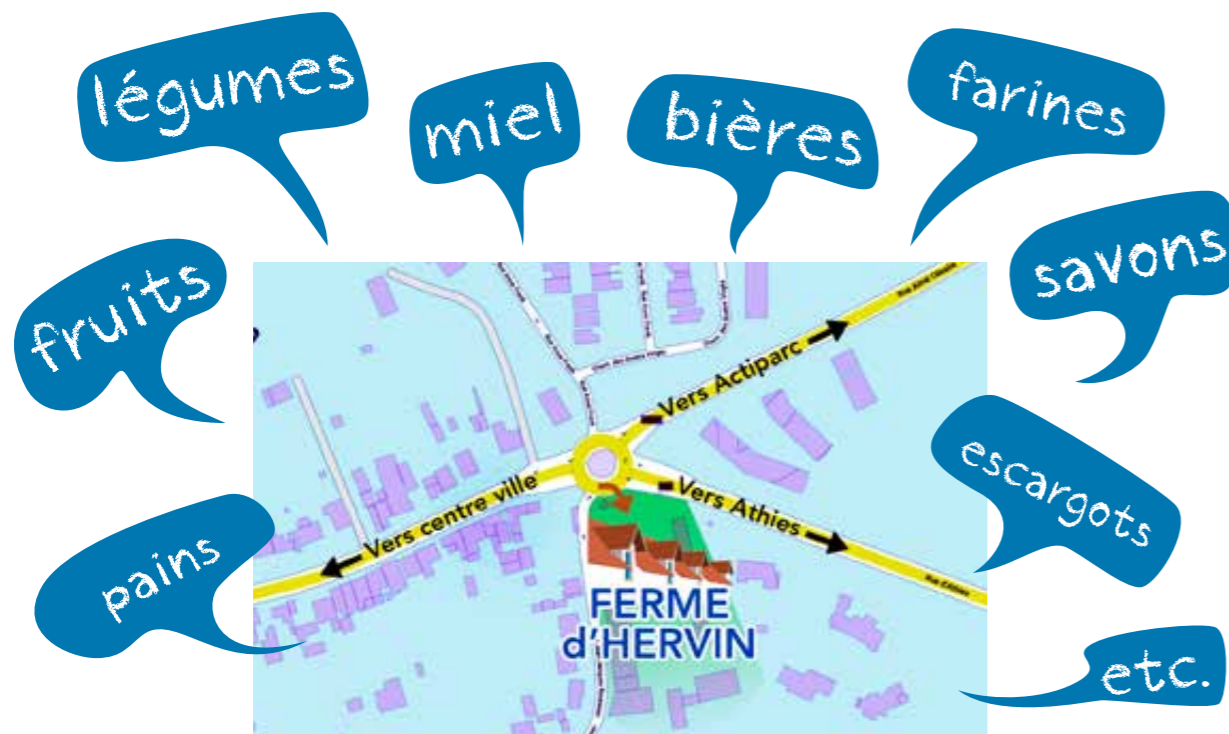 légumes
miel
bières
farines
fruits
savons
pains
escargots
etc.
Vers Actiparc
Vers centre ville
Vers Athies
FERME
d'HERVIN